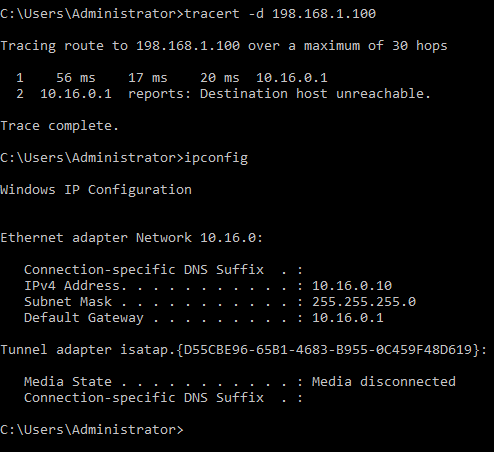 C:\Users\Administrator>tracert -d 198.168.1.100
Tracing route to 198.168.1.100 over a maximum of 30 hops
  1    56 ms    17 ms    20 ms  10.16.0.1
  2  10.16.0.1  reports: Destination host unreachable.
Trace complete.
C:\Users\Administrator>ipconfig
Windows IP Configuration
Ethernet adapter Network 10.16.0:
   Connection-specific DNS Suffix  . :
   IPv4 Address. . . . . . . . . . . : 10.16.0.10
   Subnet Mask . . . . . . . . . . . : 255.255.255.0
   Default Gateway . . . . . . . . . : 10.16.0.1
Tunnel adapter isatap.{D55CBE96-65B1-4683-B955-0C459F48D619}:
   Media State . . . . . . . . . . . : Media disconnected
   Connection-specific DNS Suffix  . :
C:\Users\Administrator>